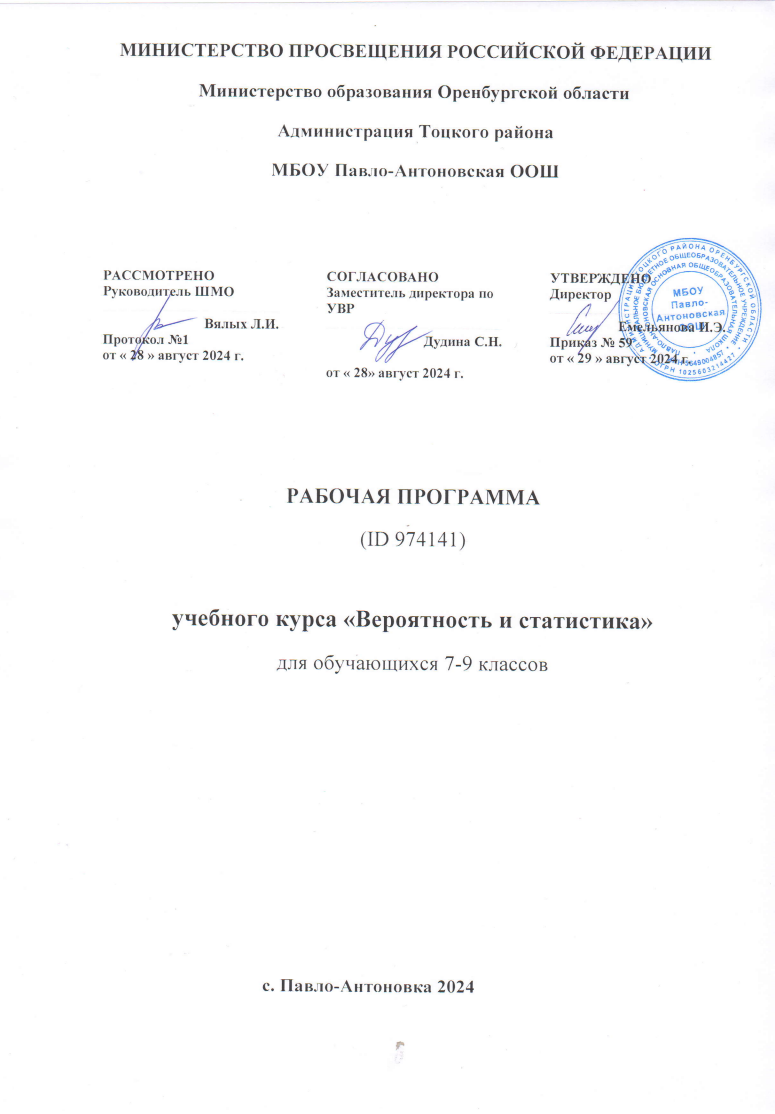 МИНИСТЕРСТВО ПРОСВЕЩЕНИЯ РОССИЙСКОЙ ФЕДЕРАЦИИ
Министерство образования Оренбургской области
Администрация Тоцкого района
МБОУ Павло-Антоновская ООШ
РАССМОТРЕНО
Руководитель ШМО
Вялых Л.И.
Протокол №1
от « 28 » август 2024 г.
СОГЛАСОВАНО
Заместитель директора по
УВР
Дудина С.Н.
от « 28» август 2024 г.
УТВЕРЖДЕНО
Директор
Емельянова И.Э.
Приказ № 59
от « 29 » август 2024 г.
МБОУ
Павло-
Антоновская
ООШ
РАБОЧАЯ ПРОГРАММА
(ID 974141)
учебного курса «Вероятность и статистика»
для обучающихся 7-9 классов
с. Павло-Антоновка 2024